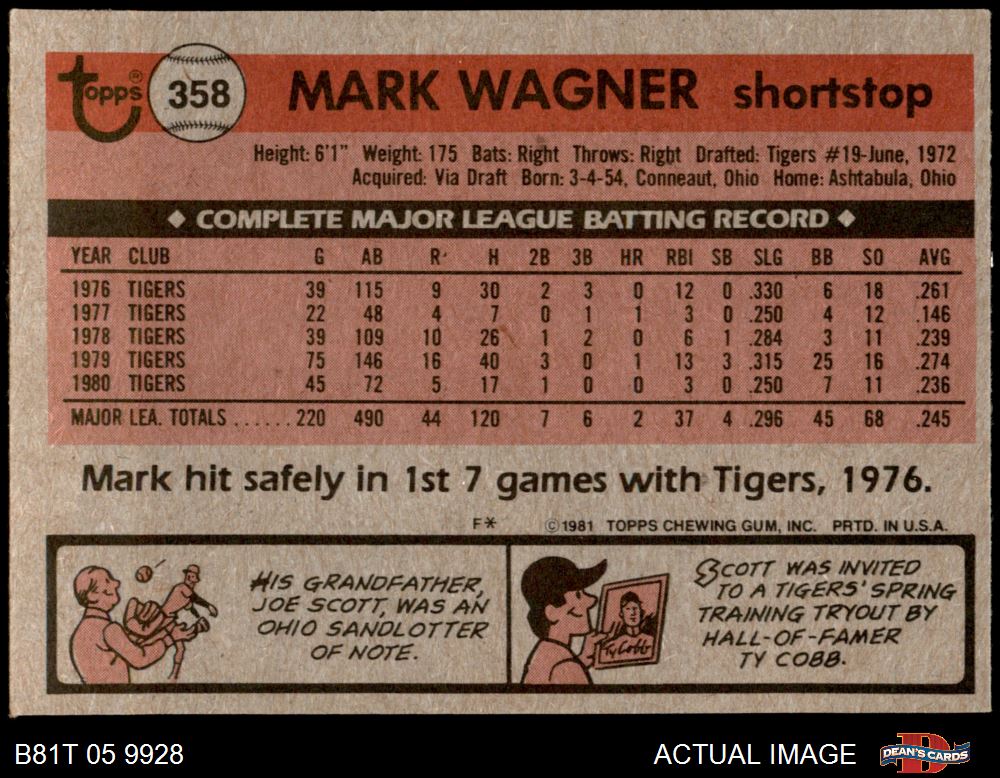 Topps ® 358 MARK WAGNER shortstop
Height: 6'1" Weight: 175 Bats: Right Throws: Right Drafted: Tigers #19-June, 1972
Acquired: Via Draft Born: 3-4-54, Conneaut, Ohio Home: Ashtabula, Ohio
◆ COMPLETE MAJOR LEAGUE BATTING RECORD ◆
YEAR CLUB G AB R H 2B 3B HR RBI SB SLG BB SO AVG
1976 TIGERS 39 115 9 30 2 3 0 12 0 .330 6 18 .261
1977 TIGERS 22 48 4 7 0 1 1 3 0 .250 4 12 .146
1978 TIGERS 39 109 10 26 1 2 0 6 1 .284 3 11 .239
1979 TIGERS 75 146 16 40 3 0 1 13 3 .315 25 16 .274
1980 TIGERS 45 72 5 17 1 0 0 3 0 .250 7 11 .236
MAJOR LEA. TOTALS ...... 220 490 44 120 7 6 2 37 4 .296 45 68 .245
Mark hit safely in 1st 7 games with Tigers, 1976.
F* © 1981 TOPPS CHEWING GUM, INC. PRTD. IN U.S.A.
HIS GRANDFATHER,
JOE SCOTT, WAS AN
OHIO SANDLOTTER
OF NOTE.
Ty Cobb
SCOTT WAS INVITED
TO A TIGERS' SPRING
TRAINING TRYOUT BY
HALL-OF-FAMER
TY COBB.
B81T 05 9928 ACTUAL IMAGE DEAN'S CARDS